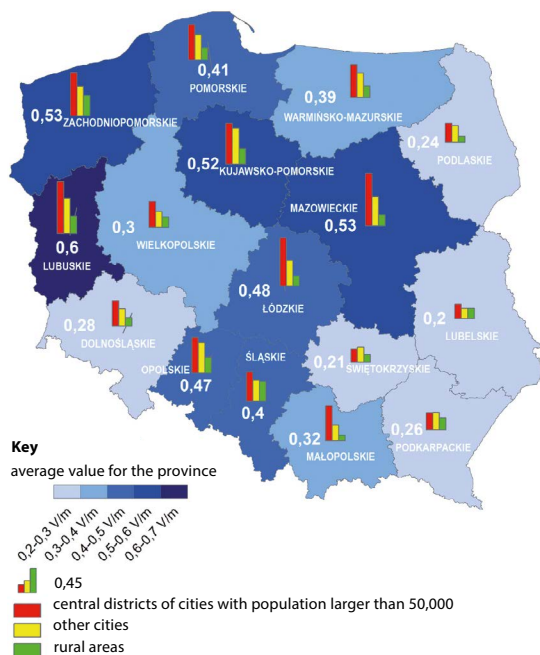 0,41
POMORSKIE
0,39
WARMIŃSKO-MAZURSKIE
0,53
ZACHODNIOPOMORSKIE
0,24
PODLASKIE
0,52
KUJAWSKO-POMORSKIE
MAZOWIECKIE
0,53
0,3
WIELKOPOLSKIE
0,6
LUBUSKIE
0,48
ŁÓDZKIE
0,2
LUBELSKIE
0,28
DOLNOŚLĄSKIE
ŚLĄSKIE
0,21
ŚWIĘTOKRZYSKIE
OPOLSKIE
0,47
0,4
0,32
MAŁOPOLSKIE
0,26
PODKARPACKIE
Key
average value for the province
0,2–0,3 V/m
0,3–0,4 V/m
0,4–0,5 V/m
0,5–0,6 V/m
0,6–0,7 V/m
0,45
central districts of cities with population larger than 50,000
other cities
rural areas